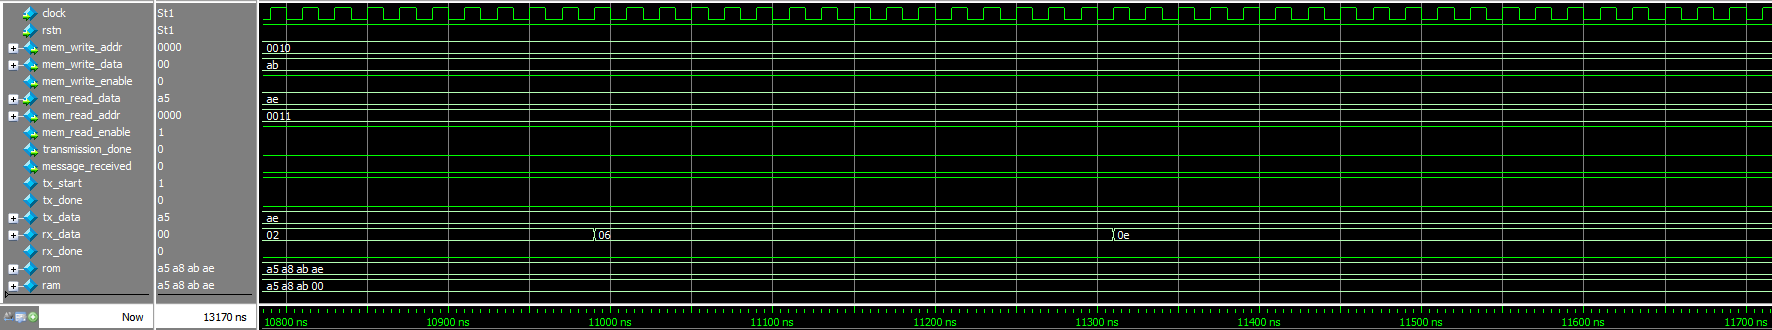 clock St1
rstn St1
mem_write_addr 0000 0010
mem_write_data 00 ab
mem_write_enable 0
mem_read_data a5 ae
mem_read_addr 0000 0011
mem_read_enable 1
transmission_done 0
message_received 0
tx_start 1
tx_done 0
tx_data a5 ae
rx_data 00 02 06 0e
rx_done 0
rom a5 a8 ab ae a5 a8 ab ae
ram a5 a8 ab ae a5 a8 ab 00
Now 13170 ns 10800 ns 10900 ns 11000 ns 11100 ns 11200 ns 11300 ns 11400 ns 11500 ns 11600 ns 11700 ns